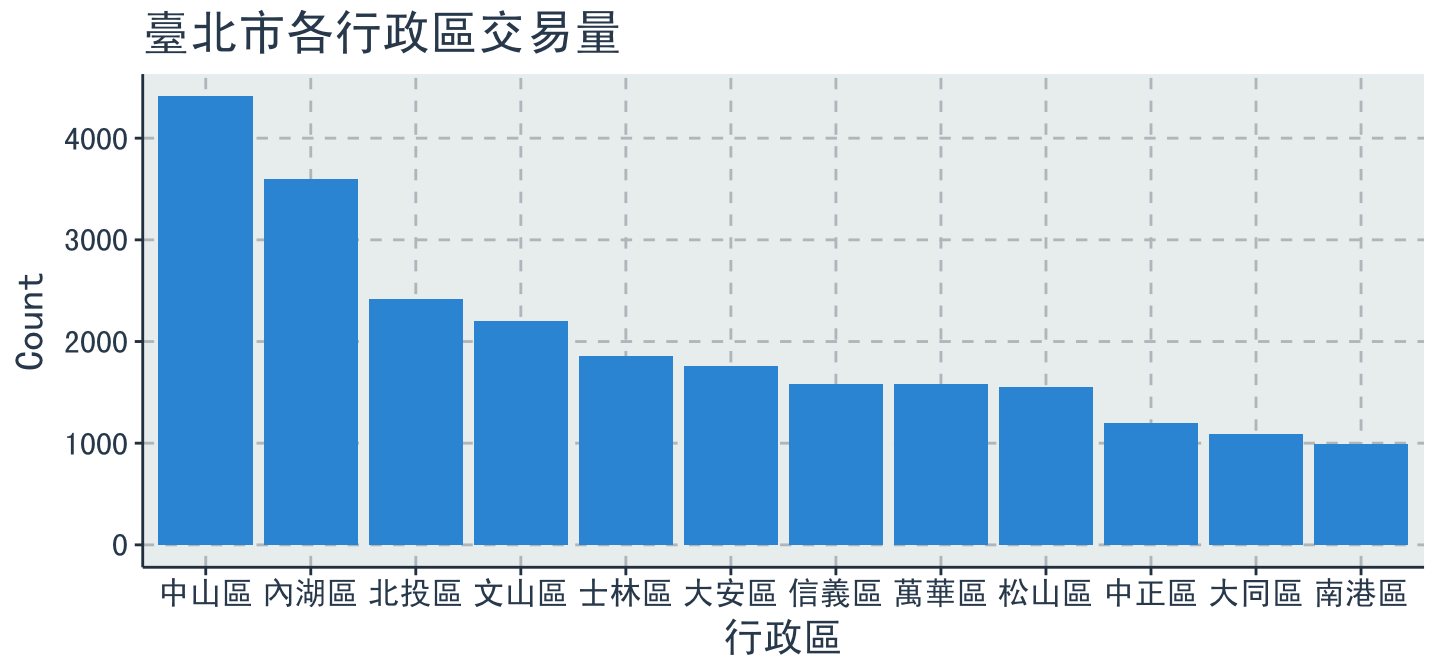 臺北市各行政區交易量
Count
4000
3000
2000
1000
0
中山區 內湖區 北投區 文山區 士林區 大安區 信義區 萬華區 松山區 中正區 大同區 南港區
行政區